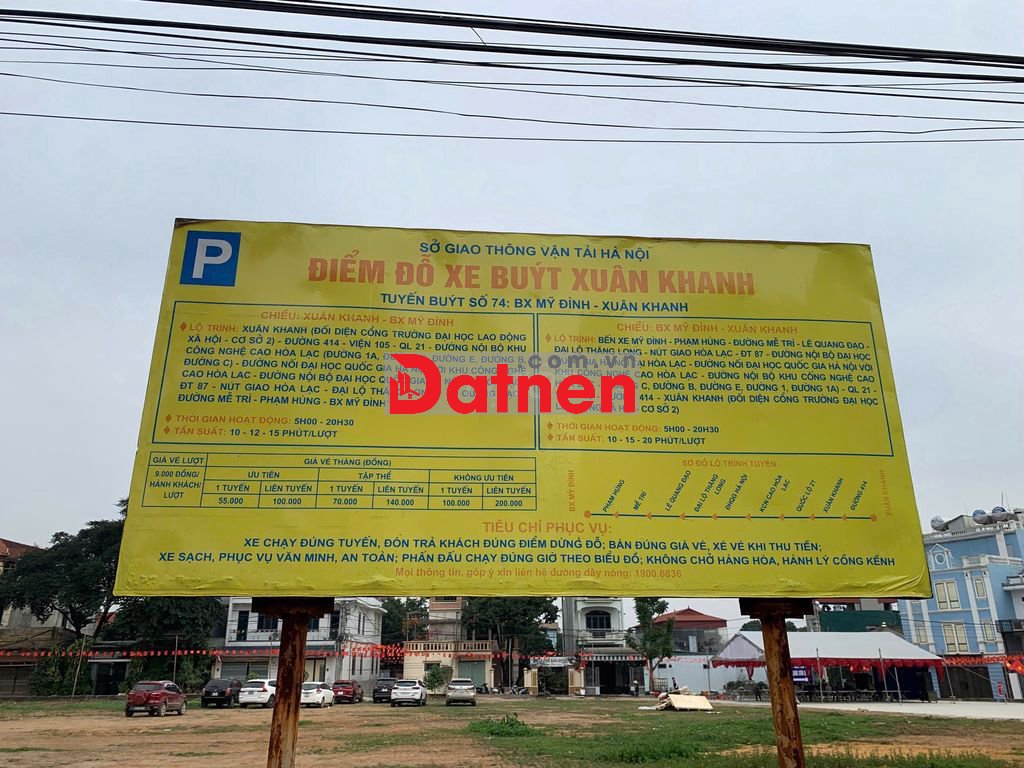 P
SỞ GIAO THÔNG VẬN TẢI HÀ NỘI
ĐIỂM ĐỖ XE BUÝT XUÂN KHANH
TUYẾN BUÝT SỐ 74: BX MỸ ĐÌNH - XUÂN KHANH
CHIỀU: XUÂN KHANH - BX MỸ ĐÌNH
LỘ TRÌNH: XUÂN KHANH (ĐỐI DIỆN CỔNG TRƯỜNG ĐẠI HỌC LAO ĐỘNG
XÃ HỘI - CƠ SỞ 2) - ĐƯỜNG 414 - VIỆN 105 - QL 21 - ĐƯỜNG NỘI BỘ KHU
CÔNG NGHỆ CAO HÒA LẠC (ĐƯỜNG 1A, ĐƯỜNG E, ĐƯỜNG B,
ĐƯỜNG C) - ĐƯỜNG NỐI ĐẠI HỌC QUỐC GIA HÀ NỘI VỚI KHU CÔNG NGHỆ
CAO HÒA LẠC - ĐƯỜNG NỘI BỘ ĐẠI HỌC QUỐC GIA
ĐT 87 - NÚT GIAO HÒA LẠC - ĐẠI LỘ
ĐƯỜNG MỄ TRÌ - PHẠM HÙNG - BX MỸ ĐÌNH
THỜI GIAN HOẠT ĐỘNG: 5H00 - 20H30
TẦN SUẤT: 10 - 12 - 15 PHÚT/LƯỢT
CHIỀU: BX MỸ ĐÌNH - XUÂN KHANH
LỘ TRÌNH: BẾN XE MỸ ĐÌNH - PHẠM HÙNG - ĐƯỜNG MỄ TRÌ - LÊ QUANG ĐẠO -
ĐẠI LỘ THĂNG LONG - NÚT GIAO HÒA LẠC - ĐT 87 - ĐƯỜNG NỘI BỘ ĐẠI HỌC
HÒA LẠC - ĐƯỜNG NỐI ĐẠI HỌC QUỐC GIA HÀ NỘI VỚI
CAO HÒA LẠC - ĐƯỜNG NỘI BỘ KHU CÔNG NGHỆ CAO
C, ĐƯỜNG B, ĐƯỜNG E, ĐƯỜNG 1, ĐƯỜNG 1A) - QL 21 -
414 - XUÂN KHANH (ĐỐI DIỆN CỔNG TRƯỜNG ĐẠI HỌC
CƠ SỞ 2)
THỜI GIAN HOẠT ĐỘNG: 5H00 - 20H30
TẦN SUẤT: 10 - 15 - 20 PHÚT/LƯỢT
.com.vn
Datnen
GIÁ VÉ LƯỢT GIÁ VÉ THÁNG (ĐỒNG)
9.000 ĐỒNG/
HÀNH KHÁCH/
LƯỢT
ƯU TIÊN TẬP THỂ KHÔNG ƯU TIÊN
1 TUYẾN LIÊN TUYẾN 1 TUYẾN LIÊN TUYẾN 1 TUYẾN LIÊN TUYẾN
55.000 100.000 70.000 140.000 100.000 200.000
SƠ ĐỒ LỘ TRÌNH TUYẾN
BX MỸ ĐÌNH
PHẠM HÙNG
MỄ TRÌ
LÊ QUANG ĐẠO
ĐẠI LỘ THĂNG LONG
ĐHQG HÀ NỘI
KCN CAO HÒA LẠC
QUỐC LỘ 21
XUÂN KHANH
ĐƯỜNG 414
XUÂN KHANH
TIÊU CHÍ PHỤC VỤ:
XE CHẠY ĐÚNG TUYẾN, ĐÓN TRẢ KHÁCH ĐÚNG ĐIỂM DỪNG ĐỖ; BÁN ĐÚNG GIÁ VÉ, XÉ VÉ KHI THU TIỀN;
XE SẠCH, PHỤC VỤ VĂN MINH, AN TOÀN; PHẤN ĐẤU CHẠY ĐÚNG GIỜ THEO BIỂU ĐỒ; KHÔNG CHỞ HÀNG HÓA, HÀNH LÝ CỒNG KỀNH
Mọi thông tin, góp ý xin liên hệ đường dây nóng: 1900.6836